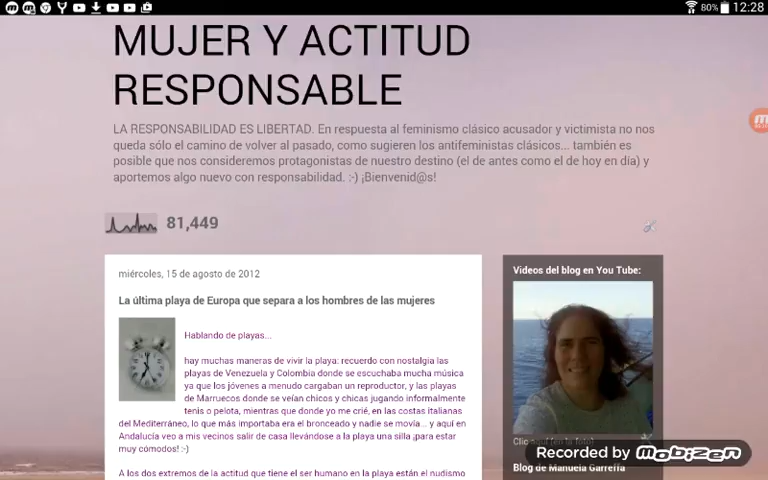 80% 12:28
MUJER Y ACTITUD
RESPONSABLE
LA RESPONSABILIDAD ES LIBERTAD. En respuesta al feminismo clásico acusador y victimista no nos
queda sólo el camino de volver al pasado, como sugieren los antifeministas clásicos... también es
posible que nos consideremos protagonistas de nuestro destino (el de antes como el de hoy en día) y
aportemos algo nuevo con responsabilidad. :-) ¡Bienvenid@s!
81,449
miércoles, 15 de agosto de 2012
La última playa de Europa que separa a los hombres de las mujeres
Hablando de playas...
hay muchas maneras de vivir la playa: recuerdo con nostalgia las
playas de Venezuela y Colombia donde se escuchaba mucha música
ya que los jóvenes a menudo cargaban un reproductor, y las playas
de Marruecos donde se veían chicos y chicas jugando informalmente
tenis o pelota, mientras que donde yo me crié, en las costas italianas
del Mediterráneo, lo que más importaba era el bronceado y nadie se movía... y aquí en
Andalucía veo a mis vecinos salir de casa llevándose a la playa una silla ¡para estar
muy cómodos! :-)
A los dos extremos de la actitud que tiene el ser humano en la playa están el nudismo
Videos del blog en You Tube:
Clic aquí (en la foto)
Recorded by mobizen
Blog de Manuela Gareffa